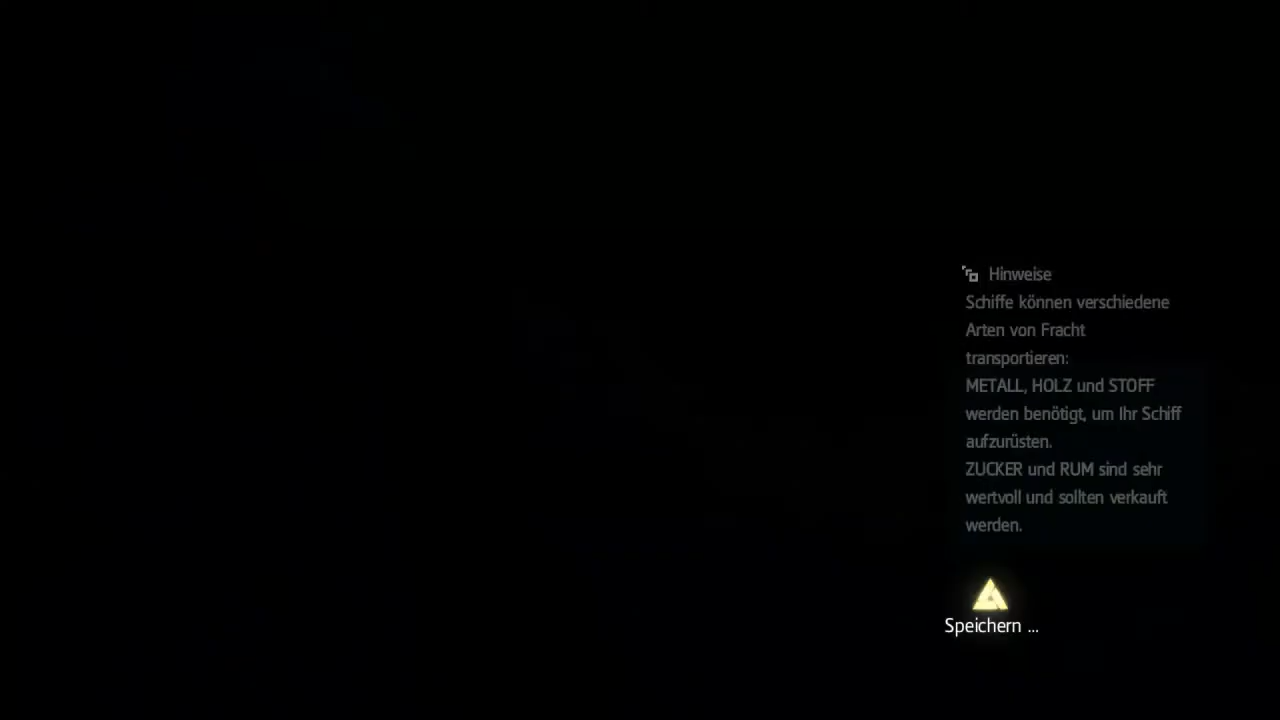 Hinweise
Schiffe können verschiedene
Arten von Fracht
transportieren:
METALL, HOLZ und STOFF
werden benötigt, um Ihr Schiff
aufzurüsten.
ZUCKER und RUM sind sehr
wertvoll und sollten verkauft
werden.
Speichern ...